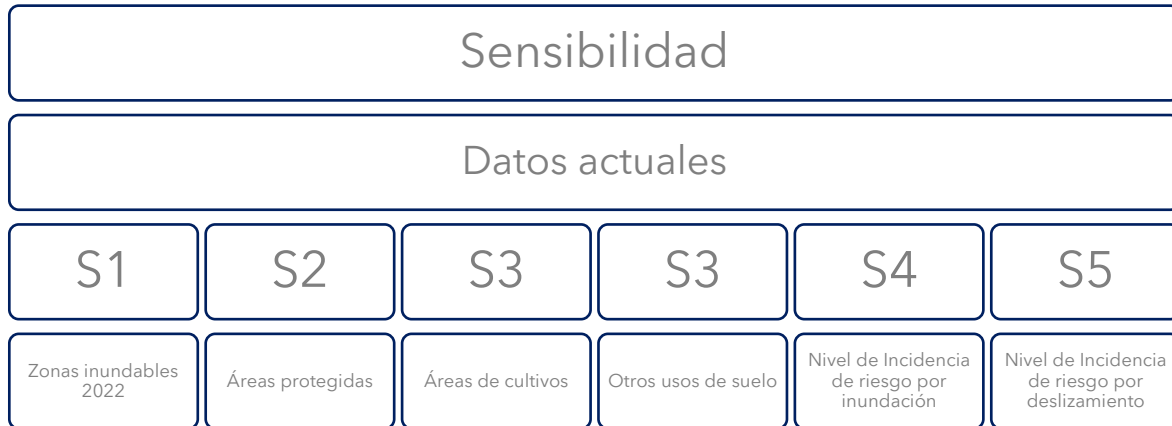 Sensibilidad
Datos actuales
S1
S2
S3
S3
S4
S5
Zonas inundables
2022
Áreas protegidas
Áreas de cultivos
Otros usos de suelo
Nivel de Incidencia
de riesgo por
inundación
Nivel de Incidencia
de riesgo por
deslizamiento